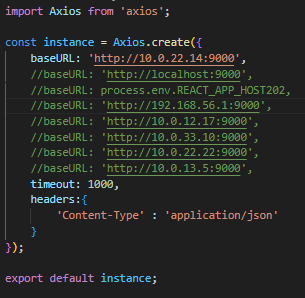 import Axios from 'axios';
const instance = Axios.create({
baseURL: 'http://10.0.22.14:9000',
//baseURL: 'http://localhost:9000',
//baseURL: process.env.REACT_APP_HOST202,
//baseURL: 'http://192.168.56.1:9000',
//baseURL: 'http://10.0.12.17:9000',
//baseURL: 'http://10.0.33.10:9000',
//baseURL: 'http://10.0.22.22:9000',
//baseURL: 'http://10.0.13.5:9000',
timeout: 1000,
headers:{
'Content-Type' : 'application/json'
}
});
export default instance;